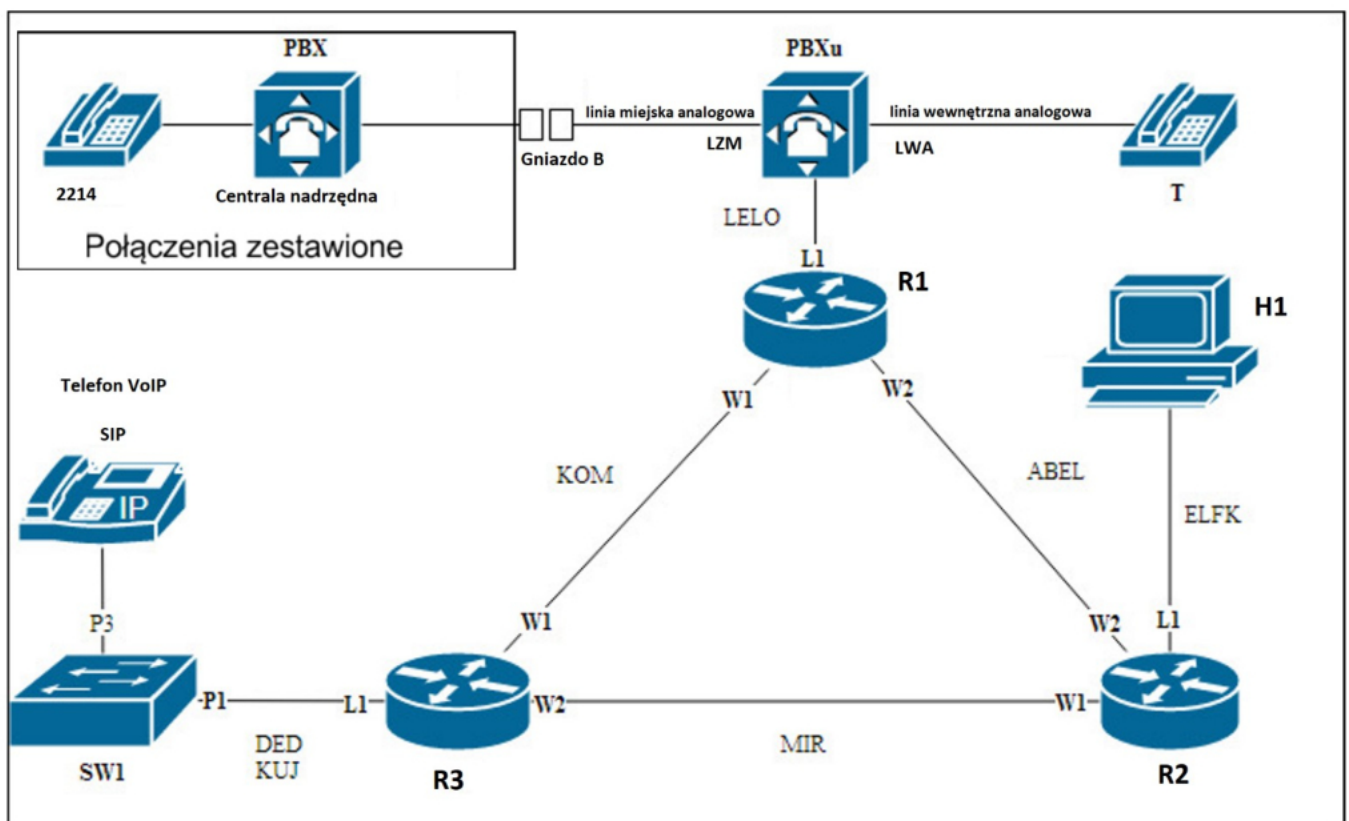 PBX
PBXu
linia miejska analogowa
linia wewnętrzna analogowa
Gniazdo B
LZM
LWA
2214
Centrala nadrzędna
T
Połączenia zestawione
LELO
L1
R1
H1
Telefon VoIP
SIP
W1
W2
KOM
ABEL
ELFK
IP
P3
W1
W2
L1
P1
L1
W2
W1
DED
KUJ
MIR
SW1
R3
R2